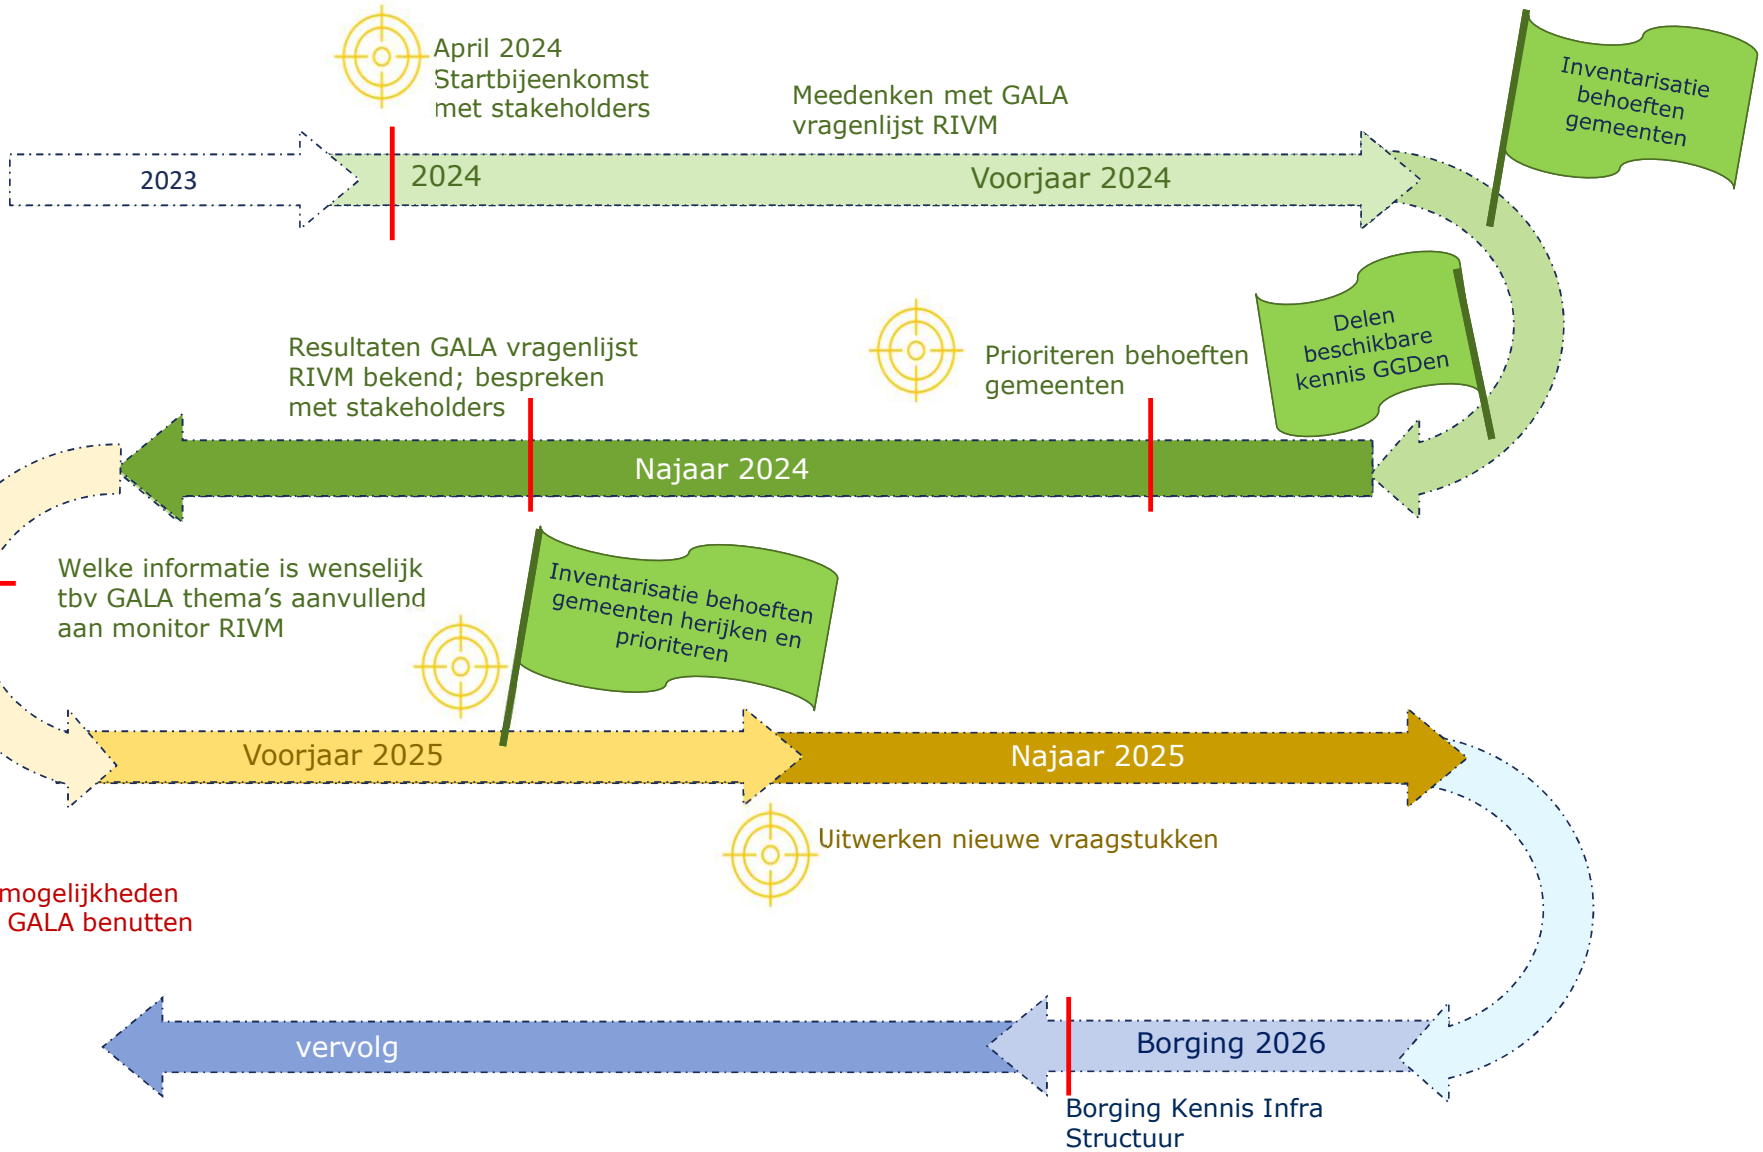 April 2024
Startbijeenkomst
met stakeholders
Meedenken met GALA
vragenlijst RIVM
Inventarisatie
behoeften
gemeenten
2023
2024
Voorjaar 2024
Delen
beschikbare
kennis GGDen
Resultaten GALA vragenlijst
RIVM bekend; bespreken
met stakeholders
Prioriteren behoeften
gemeenten
Najaar 2024
Welke informatie is wenselijk
tbv GALA thema’s aanvullend
aan monitor RIVM
Inventarisatie behoeften
gemeenten herijken en
prioriteren
Voorjaar 2025
Najaar 2025
Uitwerken nieuwe vraagstukken
mogelijkheden
GALA benutten
vervolg
Borging 2026
Borging Kennis Infra
Structuur